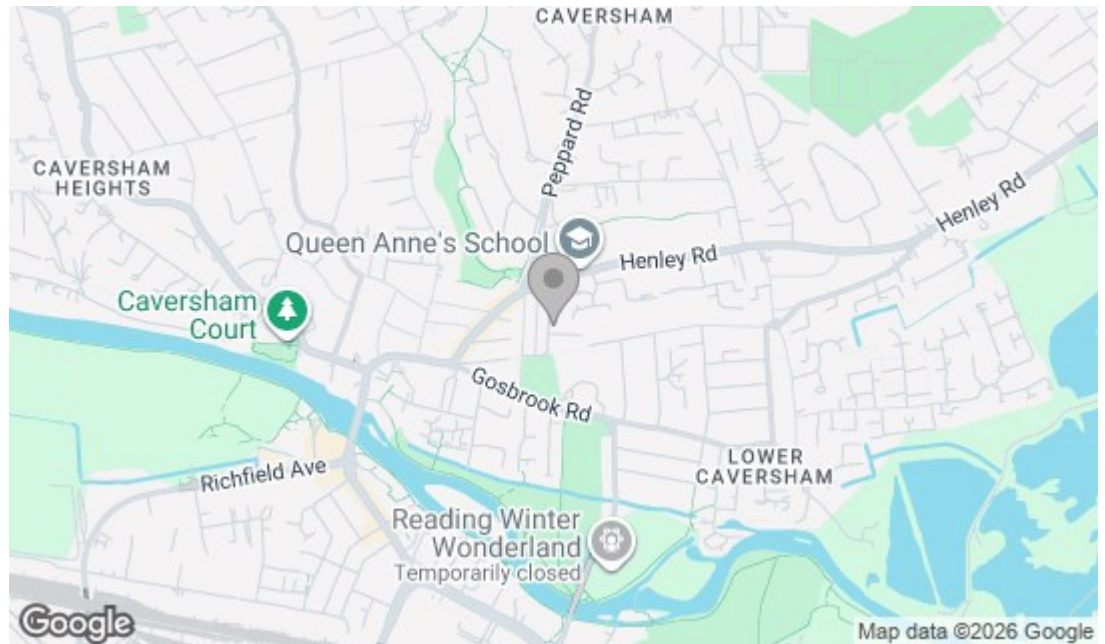 CAVERSHAM
Peppard Rd
CAVERSHAM
HEIGHTS
Henley Rd
Queen Anne's School
Henley Rd
Caversham
Court
Gosbrook Rd
LOWER
CAVERSHAM
Richfield Ave
Reading Winter
Wonderland
Temporarily closed
Google
Map data ©2026 Google